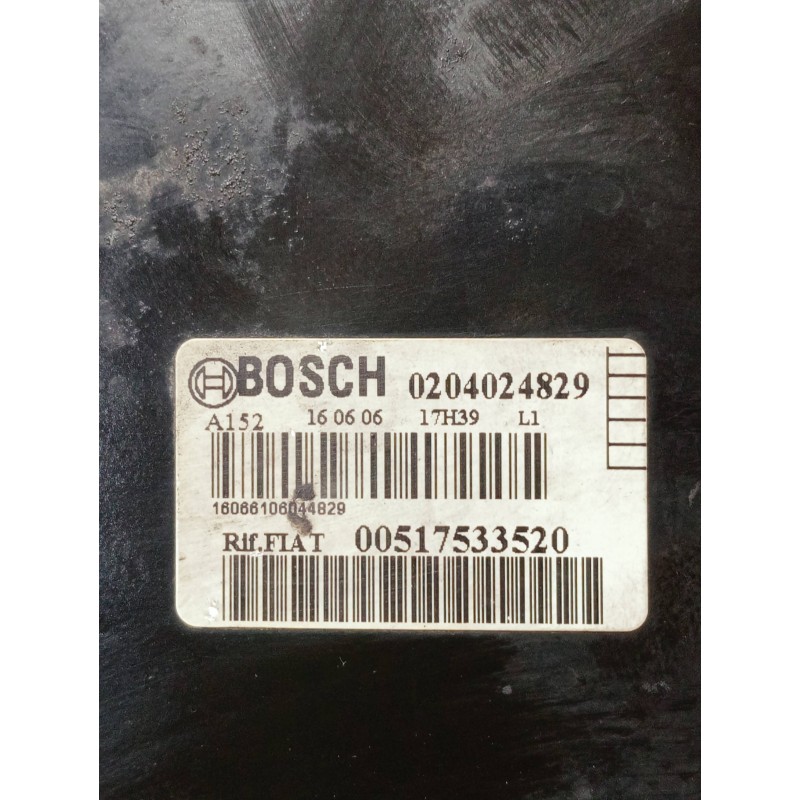 BOSCH 0204024829
A152 16 06 06 17H39 L1
16066106044829
Rif.FIAT 00517533520